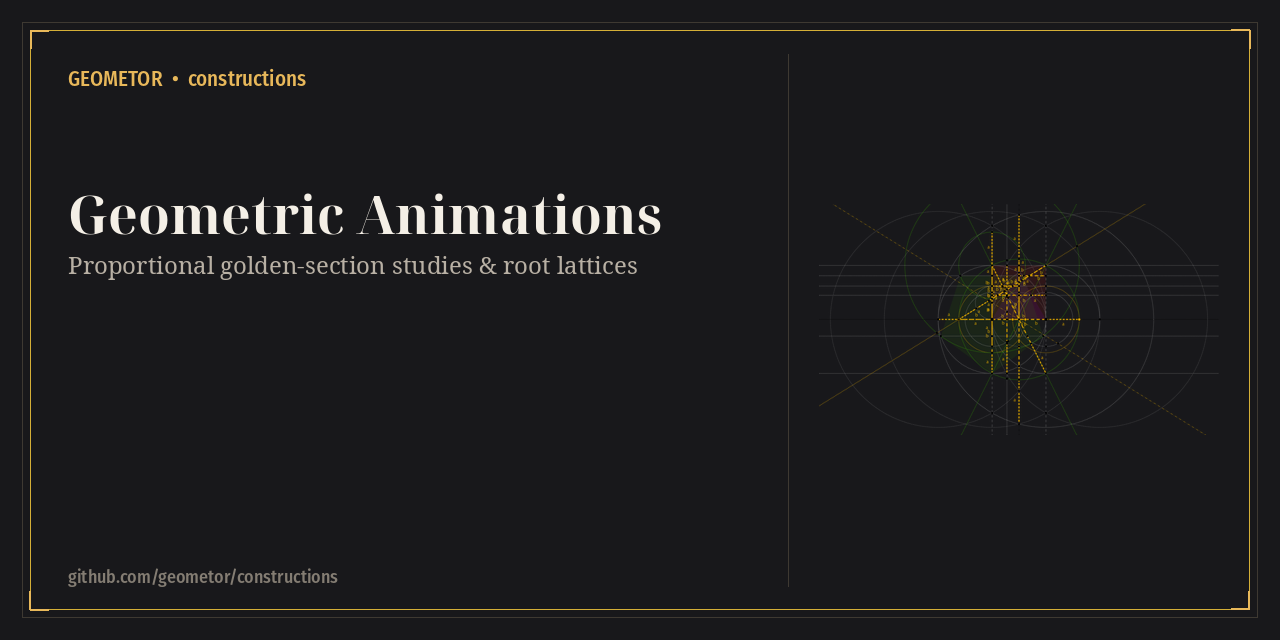 GEOMETOR • constructions
Geometric Animations
Proportional golden-section studies & root lattices
github.com/geometor/constructions